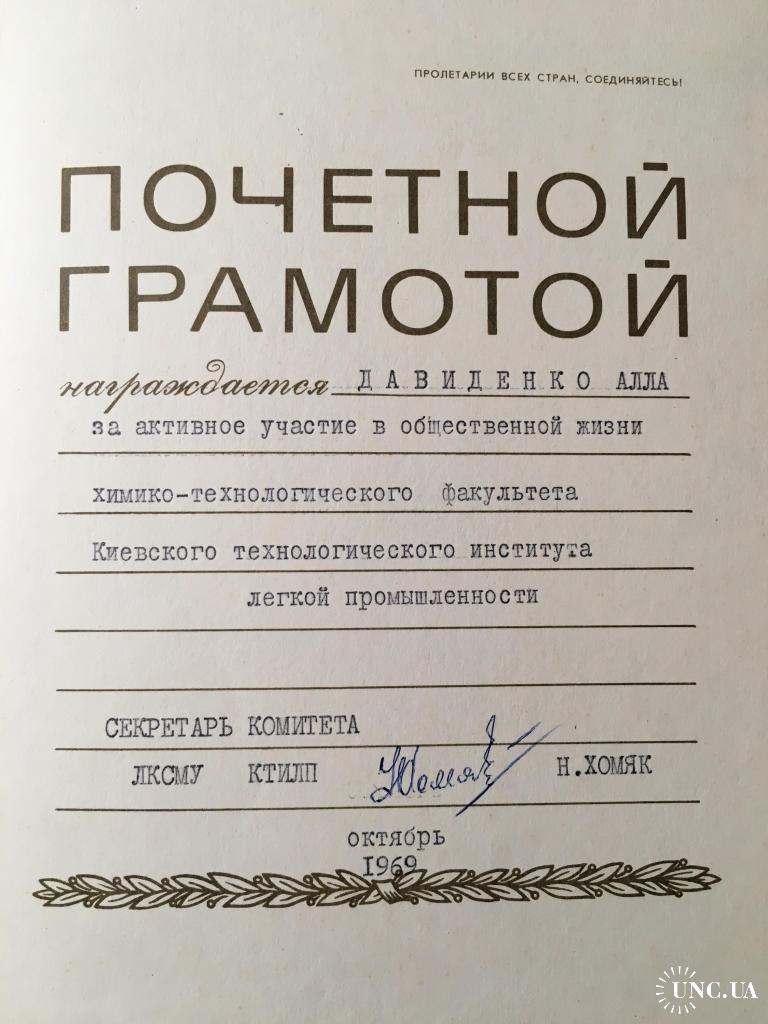 ПРОЛЕТАРИИ ВСЕХ СТРАН, СОЕДИНЯЙТЕСЬ!
ПОЧЕТНОЙ
ГРАМОТОЙ
награждается ДАВИДЕНКО АЛЛА
за активное участие в общественной жизни
химико-технологического факультета
Киевского технологического института
легкой промышленности
СЕКРЕТАРЬ КОМИТЕТА
ЛКСМУ КТИЛП Хомяк Н.ХОМЯК
октябрь
1969
UNC.UA